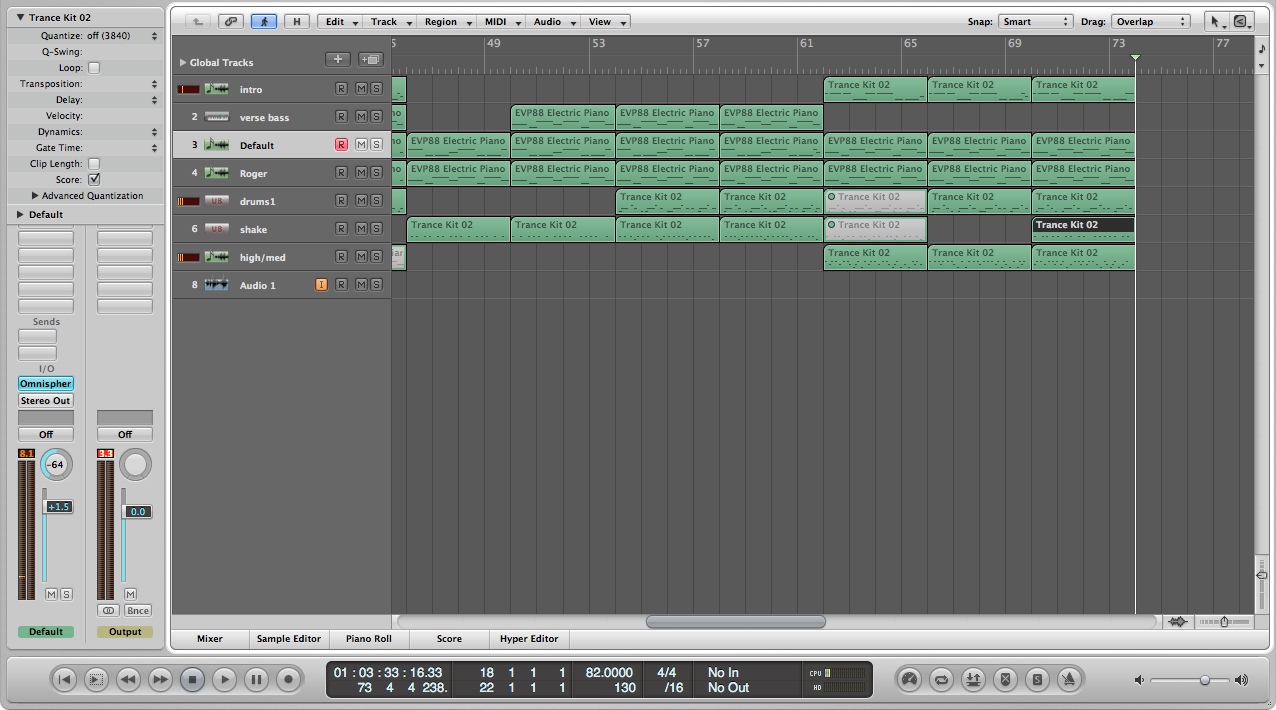 Trance Kit 02
Quantize: off (3840)
Q-Swing:
Loop:
Transposition:
Delay:
Velocity:
Dynamics:
Gate Time:
Clip Length:
Score:
Advanced Quantization
Default
Sends
I/O
Omnispher
Stereo Out
Off Off
8.1 3.3
-64
+1.5 0.0
M S M
Bnce
Default Output
H Edit Track Region MIDI Audio View Snap: Smart Drag: Overlap
5 49 53 57 61 65 69 73 77
Global Tracks
intro R M S Trance Kit 02 Trance Kit 02 Trance Kit 02
2 verse bass R M S no EVP88 Electric Piano EVP88 Electric Piano EVP88 Electric Piano
3 Default R M S no EVP88 Electric Piano EVP88 Electric Piano EVP88 Electric Piano EVP88 Electric Piano EVP88 Electric Piano EVP88 Electric Piano EVP88 Electric Piano
4 Roger R M S no EVP88 Electric Piano EVP88 Electric Piano EVP88 Electric Piano EVP88 Electric Piano EVP88 Electric Piano EVP88 Electric Piano EVP88 Electric Piano
UB drums1 R M S Trance Kit 02 Trance Kit 02 Trance Kit 02 Trance Kit 02 Trance Kit 02
6 UB shake R M S Trance Kit 02 Trance Kit 02 Trance Kit 02 Trance Kit 02 Trance Kit 02 Trance Kit 02
high/med R M S Trance Kit 02 Trance Kit 02 Trance Kit 02
8 Audio 1 I R M S
Mixer Sample Editor Piano Roll Score Hyper Editor
01 : 03 : 33 : 16.33 18 1 1 1 82.0000 4/4 No In CPU
73 4 4 238. 22 1 1 1 130 /16 No Out HD
S